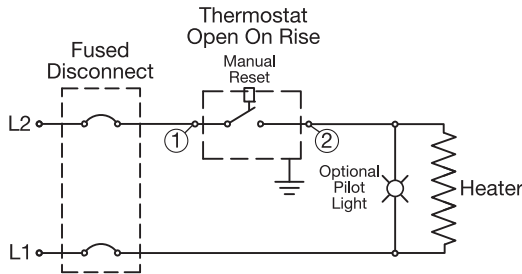 Thermostat
Open On Rise
Fused
Disconnect
Manual
Reset
L2
1
2
Optional
Pilot
Light
Heater
L1